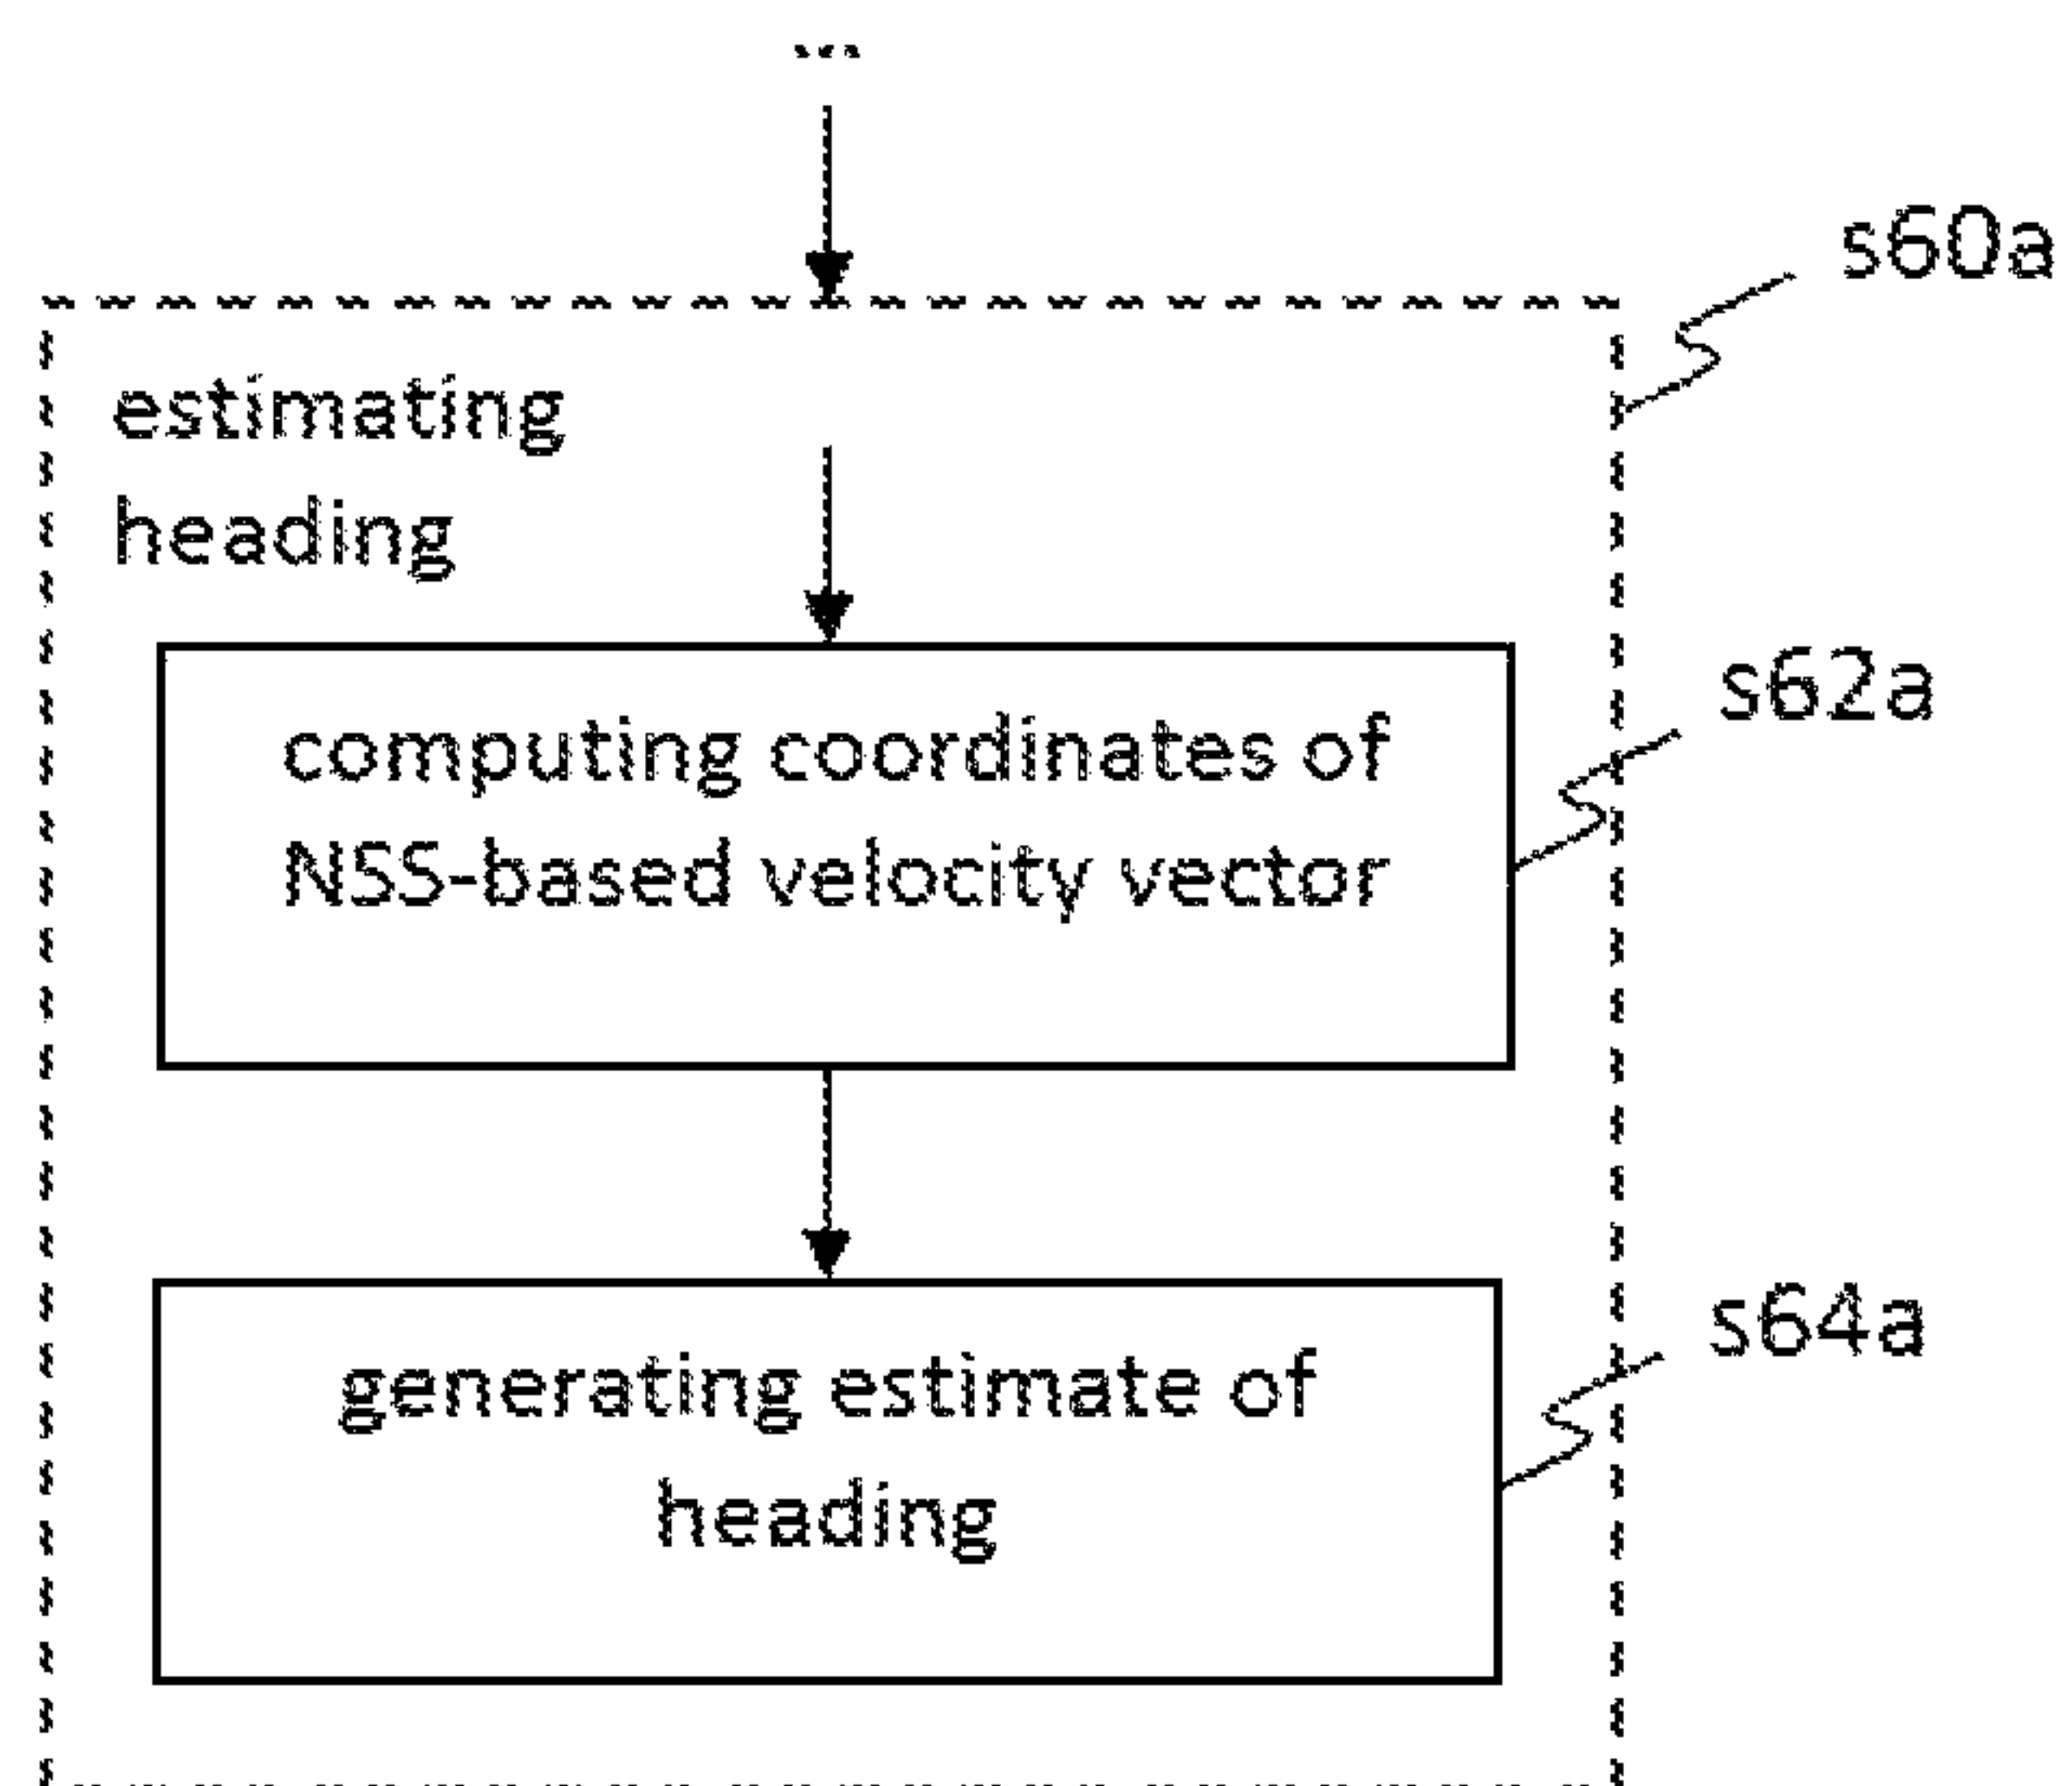 ...
s60a
estimating
heading
s62a
computing coordinates of
NSS-based velocity vector
s64a
generating estimate of
heading